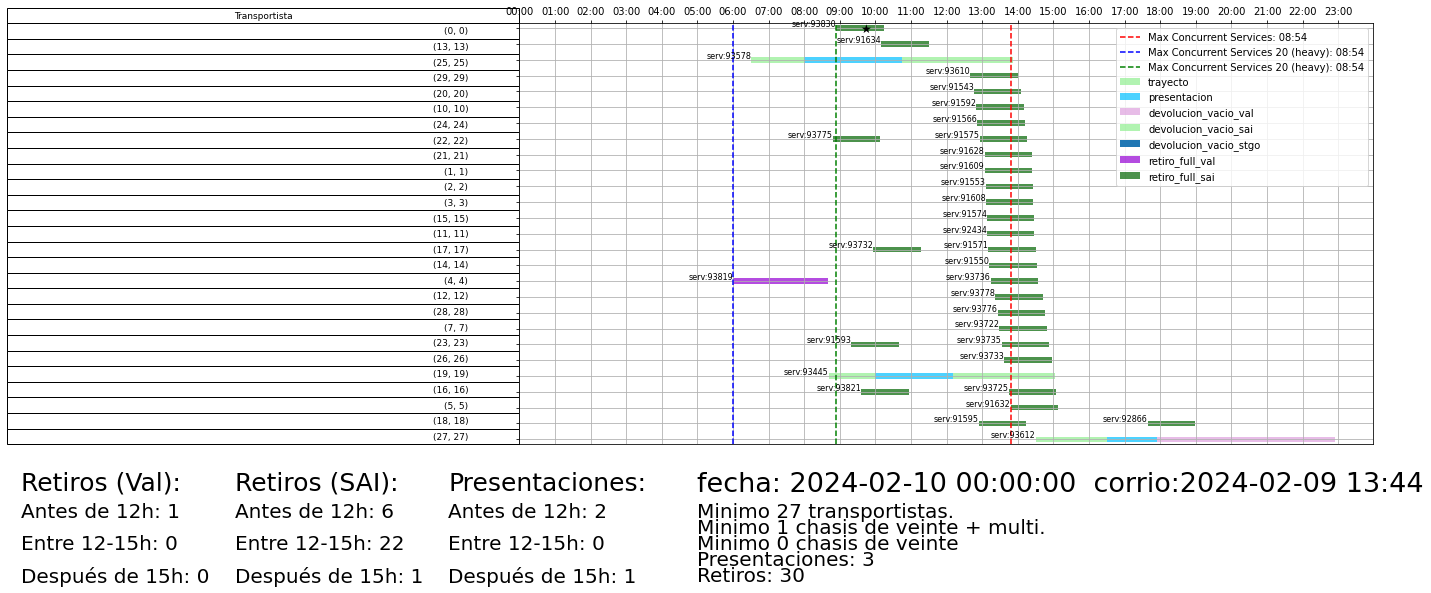 Transportista
00:00 01:00 02:00 03:00 04:00 05:00 06:00 07:00 08:00 09:00 10:00 11:00 12:00 13:00 14:00 15:00 16:00 17:00 18:00 19:00 20:00 21:00 22:00 23:00
(0, 0) serv:93830
(13, 13) serv:91634
(25, 25) serv:93578
(29, 29) serv:93610
(20, 20) serv:91543
(10, 10) serv:91592
(24, 24) serv:91566
(22, 22) serv:93775 serv:91575
(21, 21) serv:91628
(1, 1) serv:91609
(2, 2) serv:91553
(3, 3) serv:91608
(15, 15) serv:91574
(11, 11) serv:92434
(17, 17) serv:93732 serv:91571
(14, 14) serv:91550
(4, 4) serv:93819 serv:93736
(12, 12) serv:93778
(28, 28) serv:93776
(7, 7) serv:93722
(23, 23) serv:91593 serv:93735
(26, 26) serv:93733
(19, 19) serv:93445
(16, 16) serv:93821 serv:93725
(5, 5) serv:91632
(18, 18) serv:91595 serv:92866
(27, 27) serv:93612
Max Concurrent Services: 08:54
Max Concurrent Services 20 (heavy): 08:54
Max Concurrent Services 20 (heavy): 08:54
trayecto
presentacion
devolucion_vacio_val
devolucion_vacio_sai
devolucion_vacio_stgo
retiro_full_val
retiro_full_sai
Retiros (Val):
Antes de 12h: 1
Entre 12-15h: 0
Después de 15h: 0
Retiros (SAI):
Antes de 12h: 6
Entre 12-15h: 22
Después de 15h: 1
Presentaciones:
Antes de 12h: 2
Entre 12-15h: 0
Después de 15h: 1
fecha: 2024-02-10 00:00:00 corrio:2024-02-09 13:44
Minimo 27 transportistas.
Minimo 1 chasis de veinte + multi.
Minimo 0 chasis de veinte
Presentaciones: 3
Retiros: 30